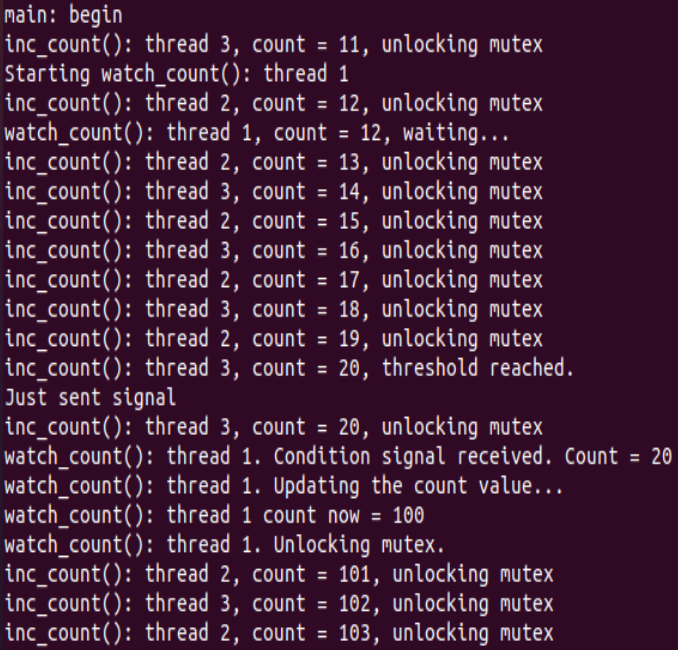 main: begin
inc_count(): thread 3, count = 11, unlocking mutex
Starting watch_count(): thread 1
inc_count(): thread 2, count = 12, unlocking mutex
watch_count(): thread 1, count = 12, waiting...
inc_count(): thread 2, count = 13, unlocking mutex
inc_count(): thread 3, count = 14, unlocking mutex
inc_count(): thread 2, count = 15, unlocking mutex
inc_count(): thread 3, count = 16, unlocking mutex
inc_count(): thread 2, count = 17, unlocking mutex
inc_count(): thread 3, count = 18, unlocking mutex
inc_count(): thread 2, count = 19, unlocking mutex
inc_count(): thread 3, count = 20, threshold reached.
Just sent signal
inc_count(): thread 3, count = 20, unlocking mutex
watch_count(): thread 1. Condition signal received. Count = 20
watch_count(): thread 1. Updating the count value...
watch_count(): thread 1 count now = 100
watch_count(): thread 1. Unlocking mutex.
inc_count(): thread 2, count = 101, unlocking mutex
inc_count(): thread 3, count = 102, unlocking mutex
inc_count(): thread 2, count = 103, unlocking mutex